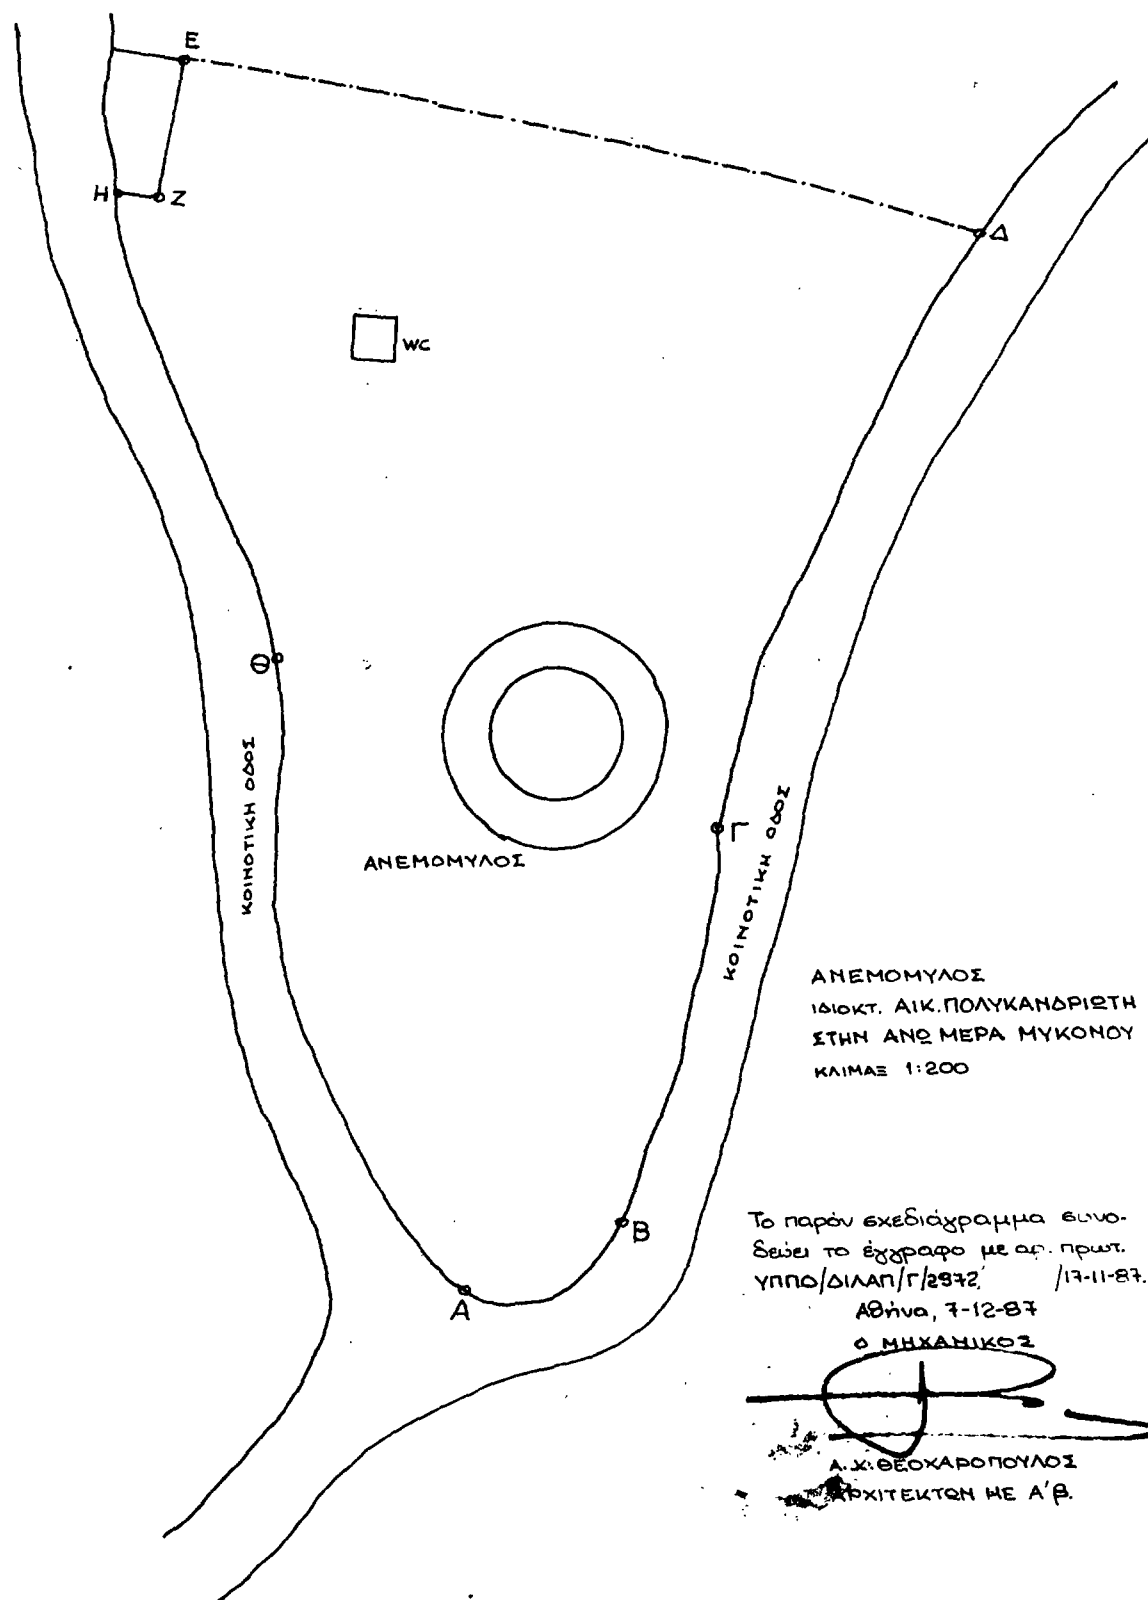 Ε
Η
Ζ
Δ
WC
Θ
ΚΟΙΝΟΤΙΚΗ ΟΔΟΣ
ΑΝΕΜΟΜΥΛΟΣ
Γ
ΚΟΙΝΟΤΙΚΗ ΟΔΟΣ
ΑΝΕΜΟΜΥΛΟΣ
ΙΔΙΟΚΤ. ΑΙΚ. ΠΟΛΥΚΑΝΔΡΙΩΤΗ
ΣΤΗΝ ΑΝΩ ΜΕΡΑ ΜΥΚΟΝΟΥ
ΚΛΙΜΑΞ 1:200
Β
Α
Το παρόν σχεδιάγραμμα συνο-
δεύει το έγγραφο με αρ. πρωτ.
ΥΠΠΟ/ΔΙΛΑΠ/Γ/2972 /17-11-87.
Αθήνα, 7-12-87
Ο ΜΗΧΑΝΙΚΟΣ
Α.Χ. ΘΕΟΧΑΡΟΠΟΥΛΟΣ
ΑΡΧΙΤΕΚΤΩΝ ΜΕ Α'β.